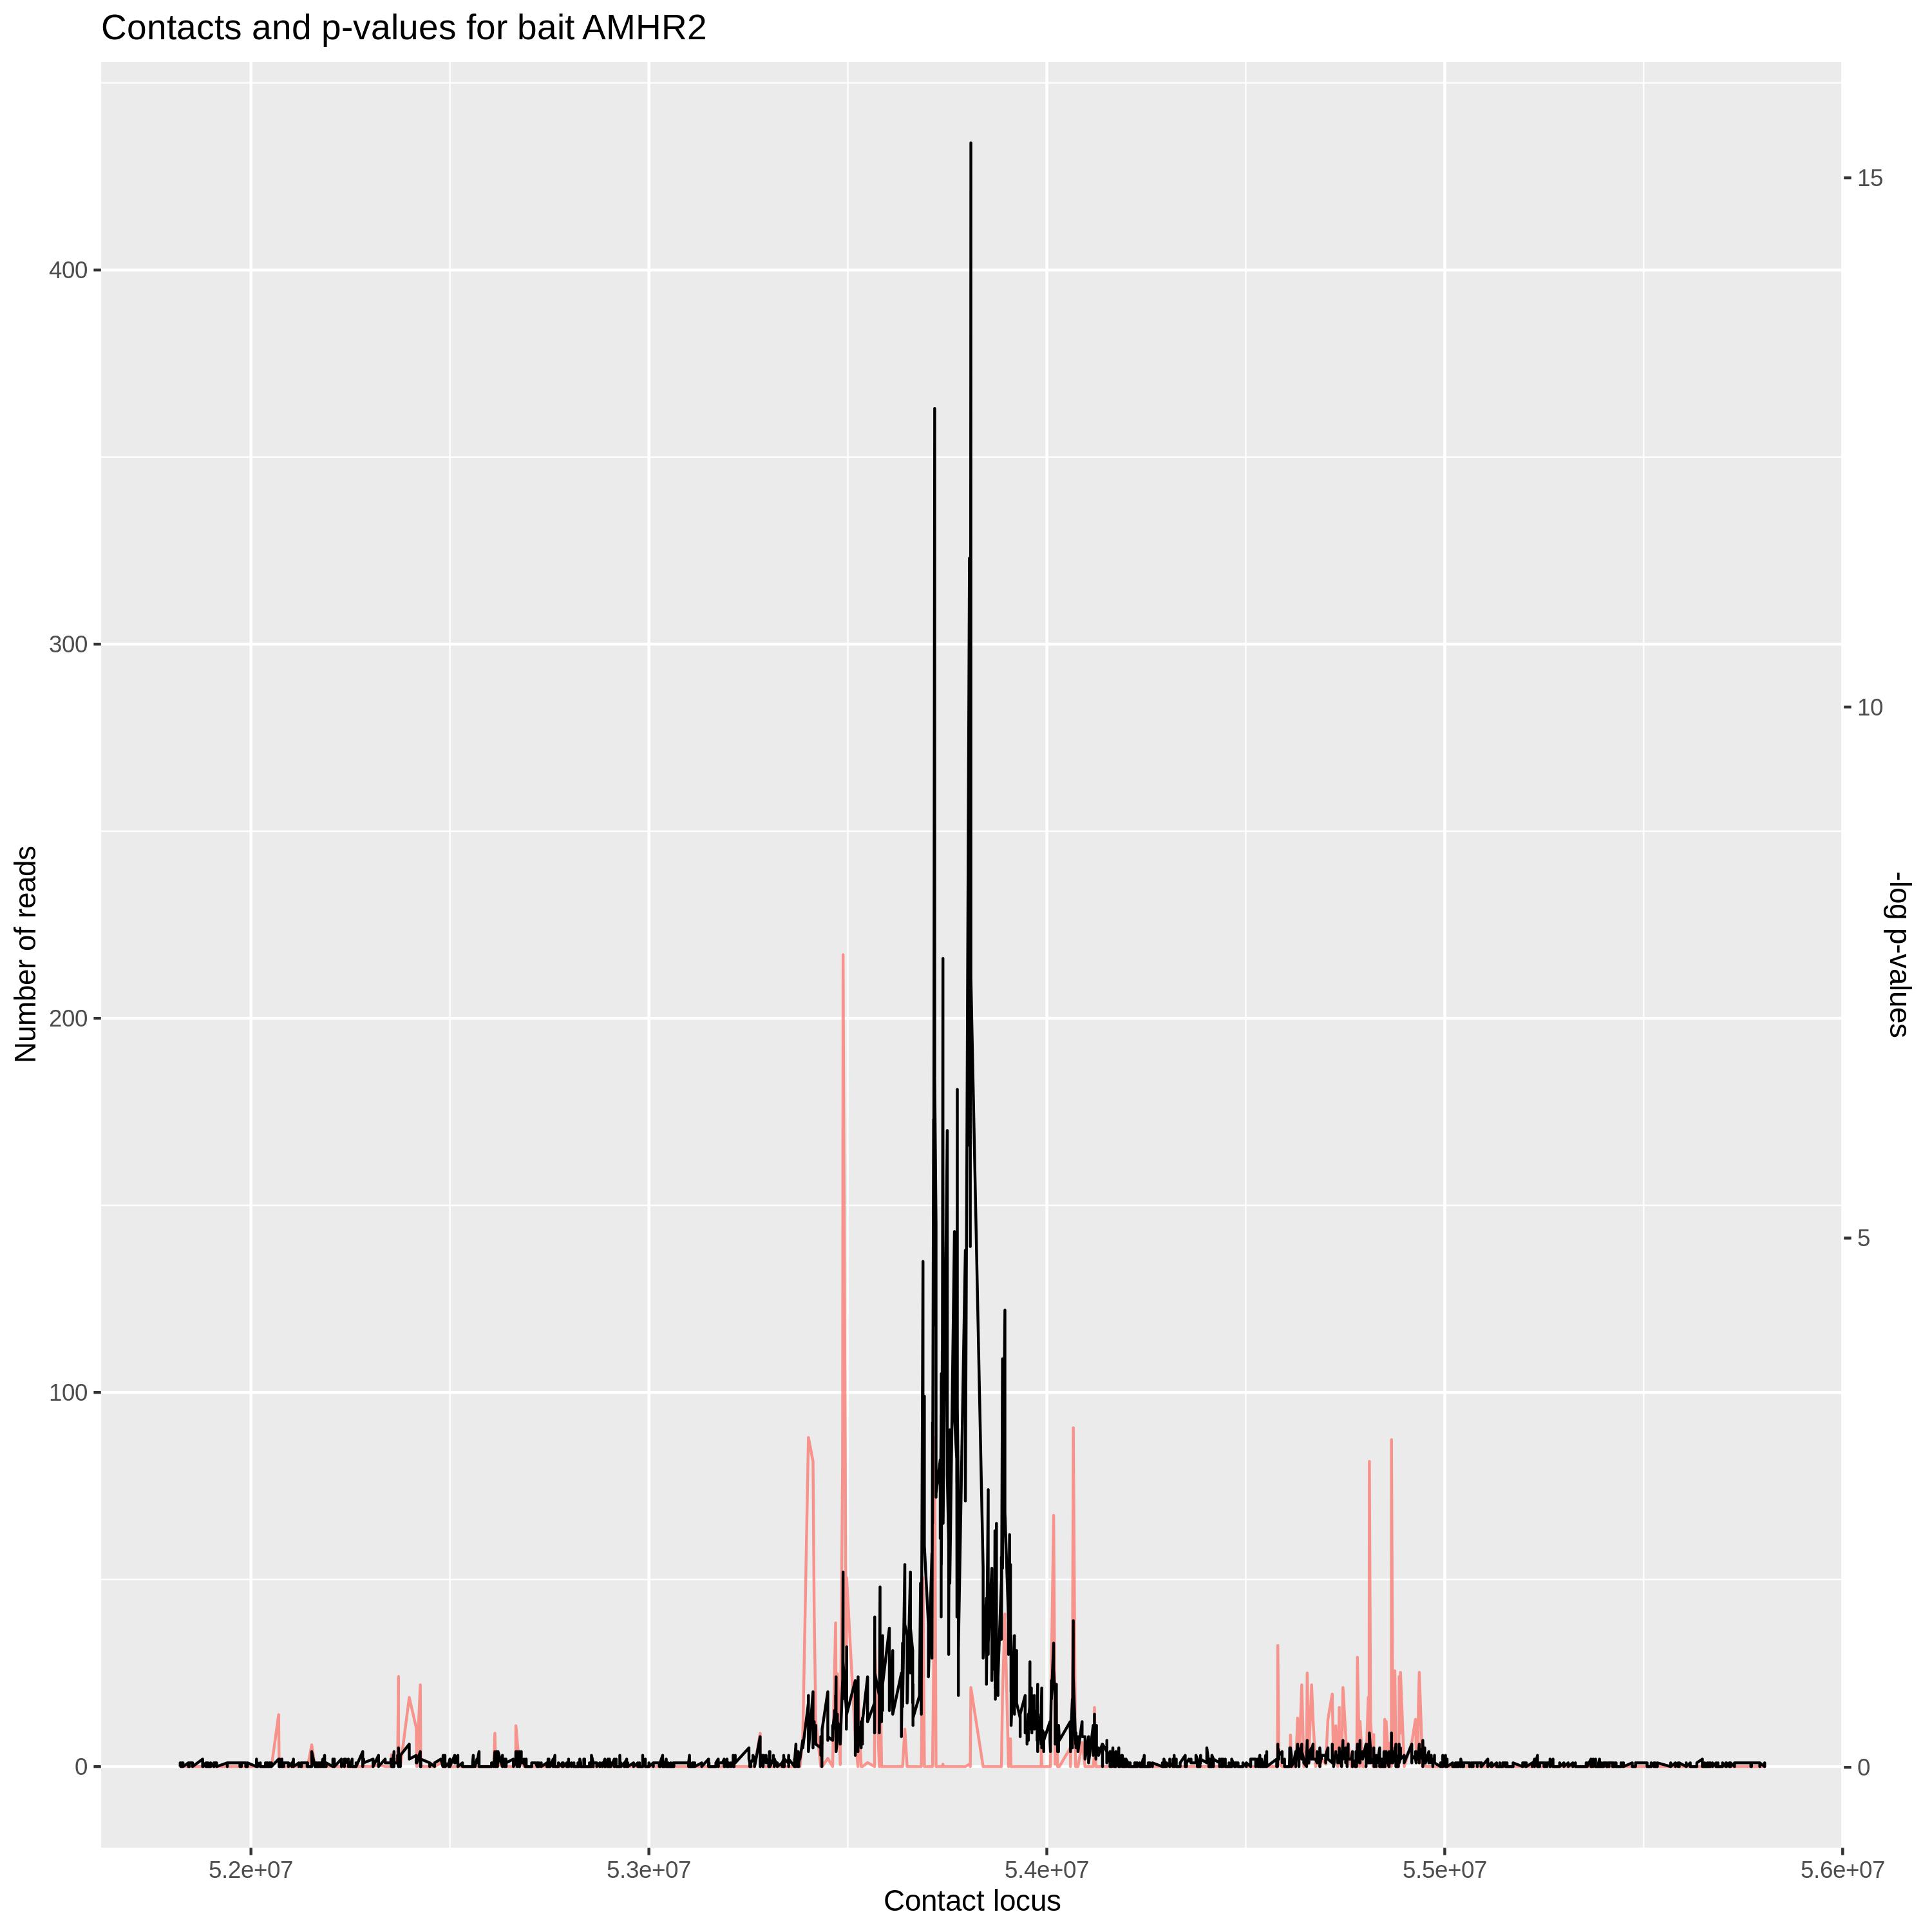 Contacts and p-values for bait AMHR2
Number of reads
400
300
200
100
0
15
10
5
0
-log p-values
5.2e+07
5.3e+07
5.4e+07
5.5e+07
5.6e+07
Contact locus